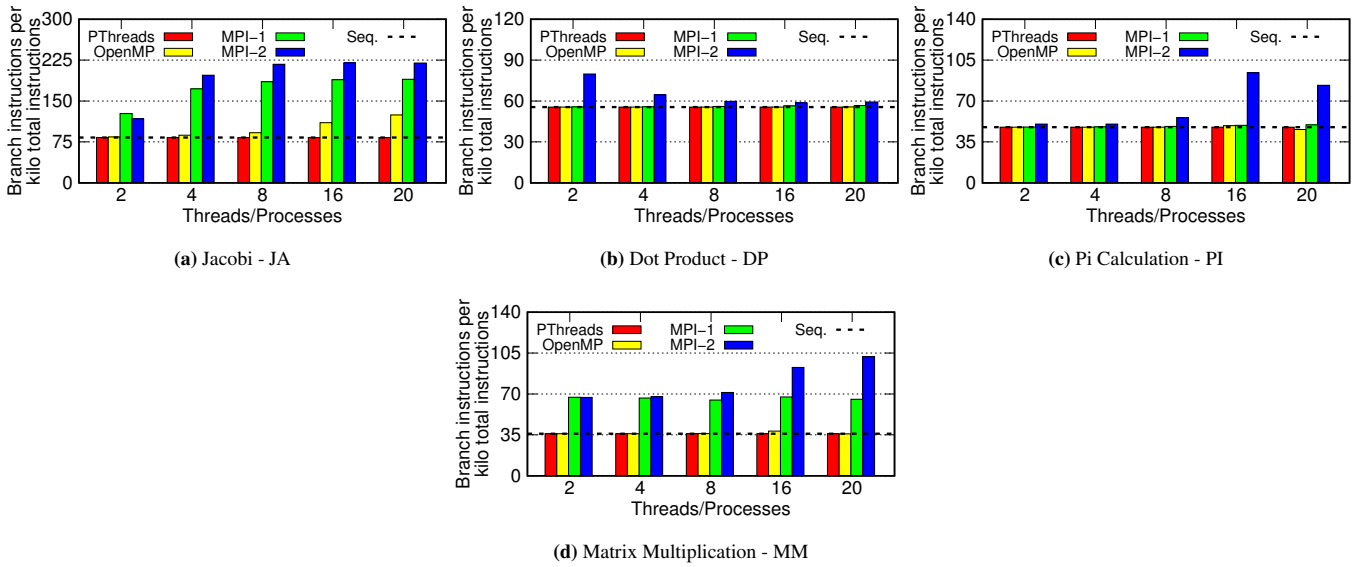 Branch instructions per
kilo total instructions
300
225
150
75
0
PThreads
OpenMP
MPI−1
MPI−2
Seq.
2 4 8 16 20
Threads/Processes
(a) Jacobi - JA
Branch instructions per
kilo total instructions
120
90
60
30
0
PThreads
OpenMP
MPI−1
MPI−2
Seq.
2 4 8 16 20
Threads/Processes
(b) Dot Product - DP
Branch instructions per
kilo total instructions
140
105
70
35
0
PThreads
OpenMP
MPI−1
MPI−2
Seq.
2 4 8 16 20
Threads/Processes
(c) Pi Calculation - PI
Branch instructions per
kilo total instructions
140
105
70
35
0
PThreads
OpenMP
MPI−1
MPI−2
Seq.
2 4 8 16 20
Threads/Processes
(d) Matrix Multiplication - MM